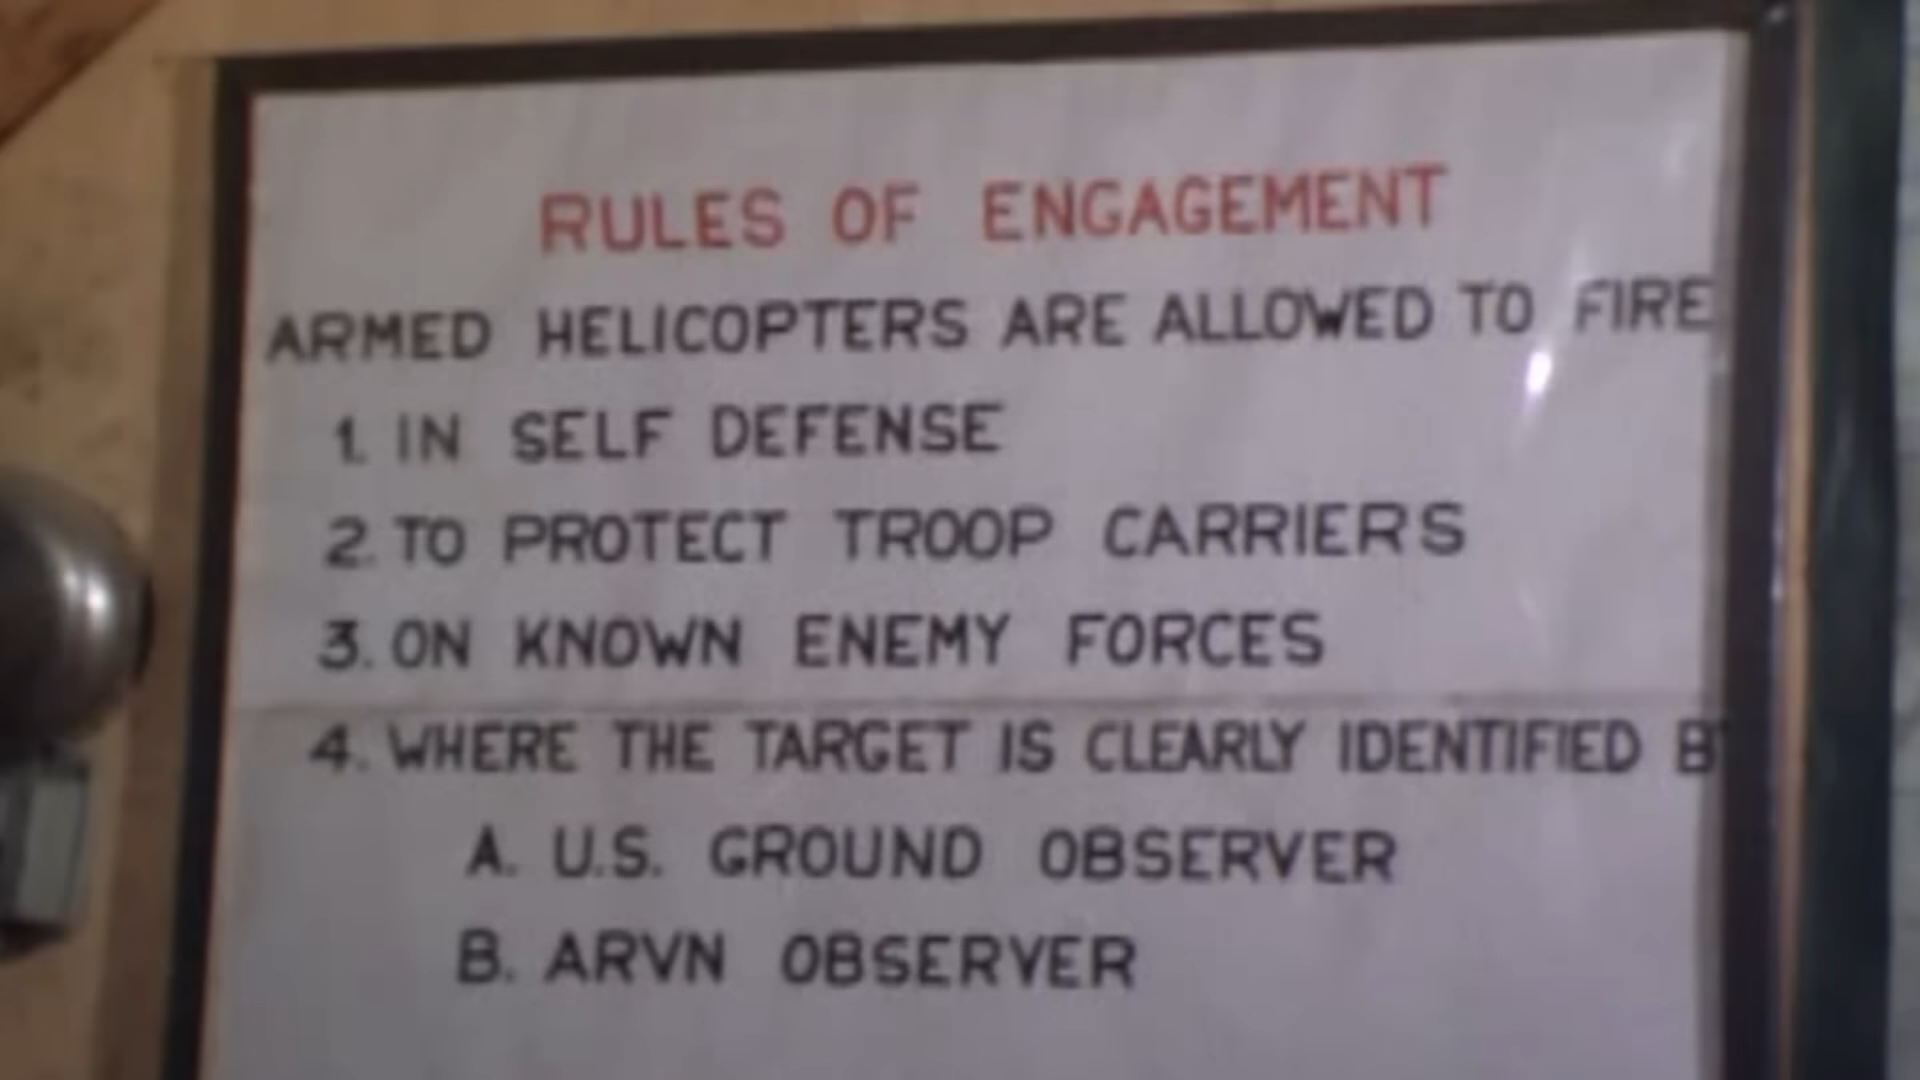 RULES OF ENGAGEMENT
ARMED HELICOPTERS ARE ALLOWED TO FIRE
1. IN SELF DEFENSE
2. TO PROTECT TROOP CARRIERS
3. ON KNOWN ENEMY FORCES
4. WHERE THE TARGET IS CLEARLY IDENTIFIED
A. U.S. GROUND OBSERVER
B. ARVN OBSERVER